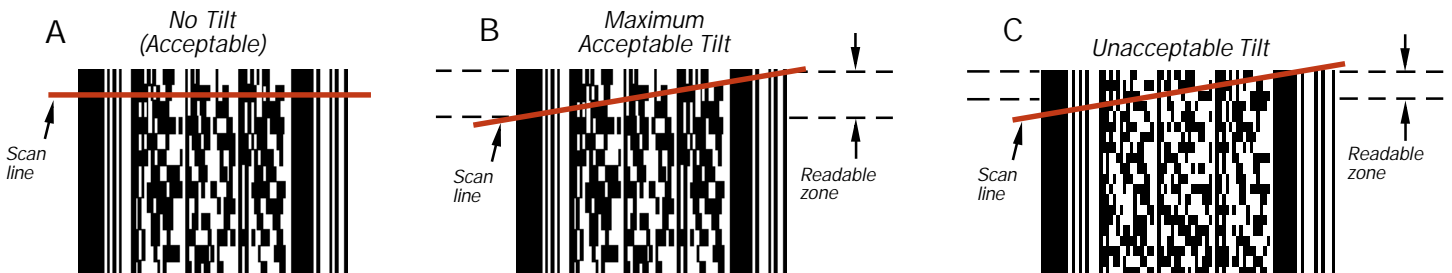 A
No Tilt
(Acceptable)
Scan
line
B
Maximum
Acceptable Tilt
Scan
line
Readable
zone
C
Unacceptable Tilt
Scan
line
Readable
zone